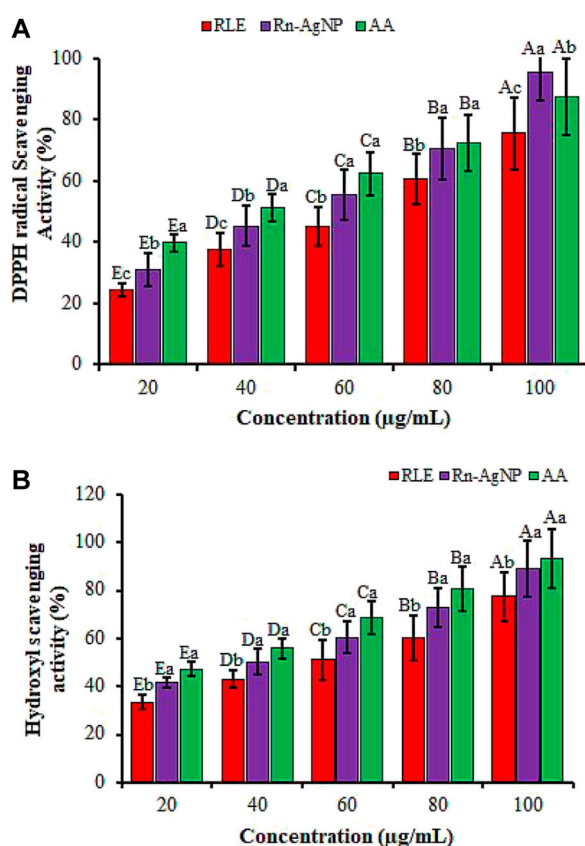 A
RLE Rn-AgNP AA
DPPH radical Scavenging
Activity (%)
100
80
60
40
20
0
Ec Eb Ea Dc Db Da Cb Ca Ca Bb Ba Ba Ac Aa Ab
20 40 60 80 100
Concentration (µg/mL)
B
RLE Rn-AgNP AA
Hydroxyl scavenging
activity (%)
120
100
80
60
40
20
0
Eb Ea Ea Db Da Da Cb Ca Ca Bb Ba Ba Ab Aa Aa
20 40 60 80 100
Concentration (µg/mL)